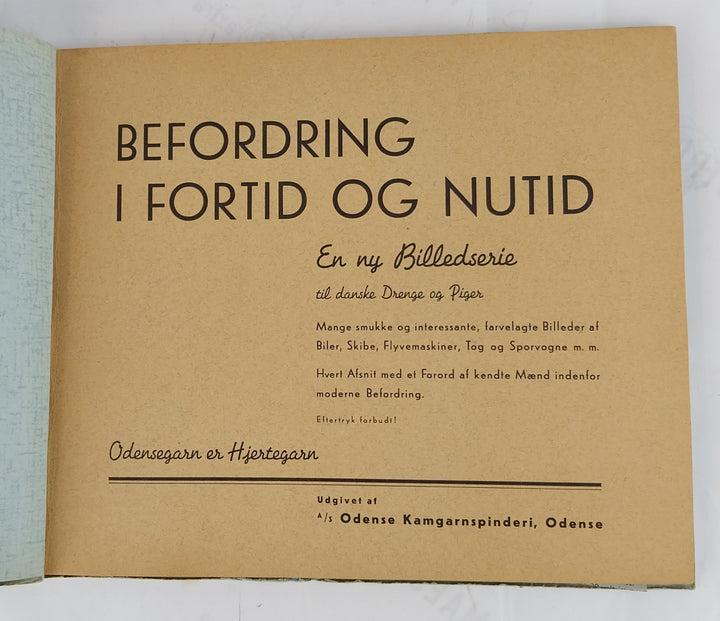 BEFORDRING
I FORTID OG NUTID
En ny Billedserie
til danske Drenge og Piger
Mange smukke og interessante, farvelagte Billeder af
Biler, Skibe, Flyvemaskiner, Tog og Sporvogne m. m.
Hvert Afsnit med et Forord af kendte Mænd indenfor
moderne Befordring.
Eftertryk forbudt!
Odensegarn er Hjertegarn
Udgivet af
A/s Odense Kamgarnspinderi, Odense